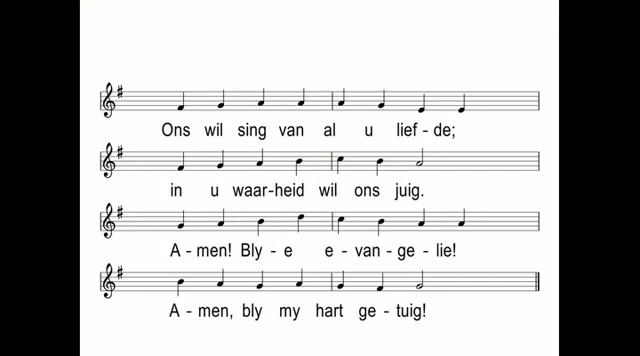 Ons wil sing van al u lief-de;
in u waar-heid wil ons juig.
A-men! Bly-e e-van-ge-lie!
A-men, bly my hart ge-tuig!